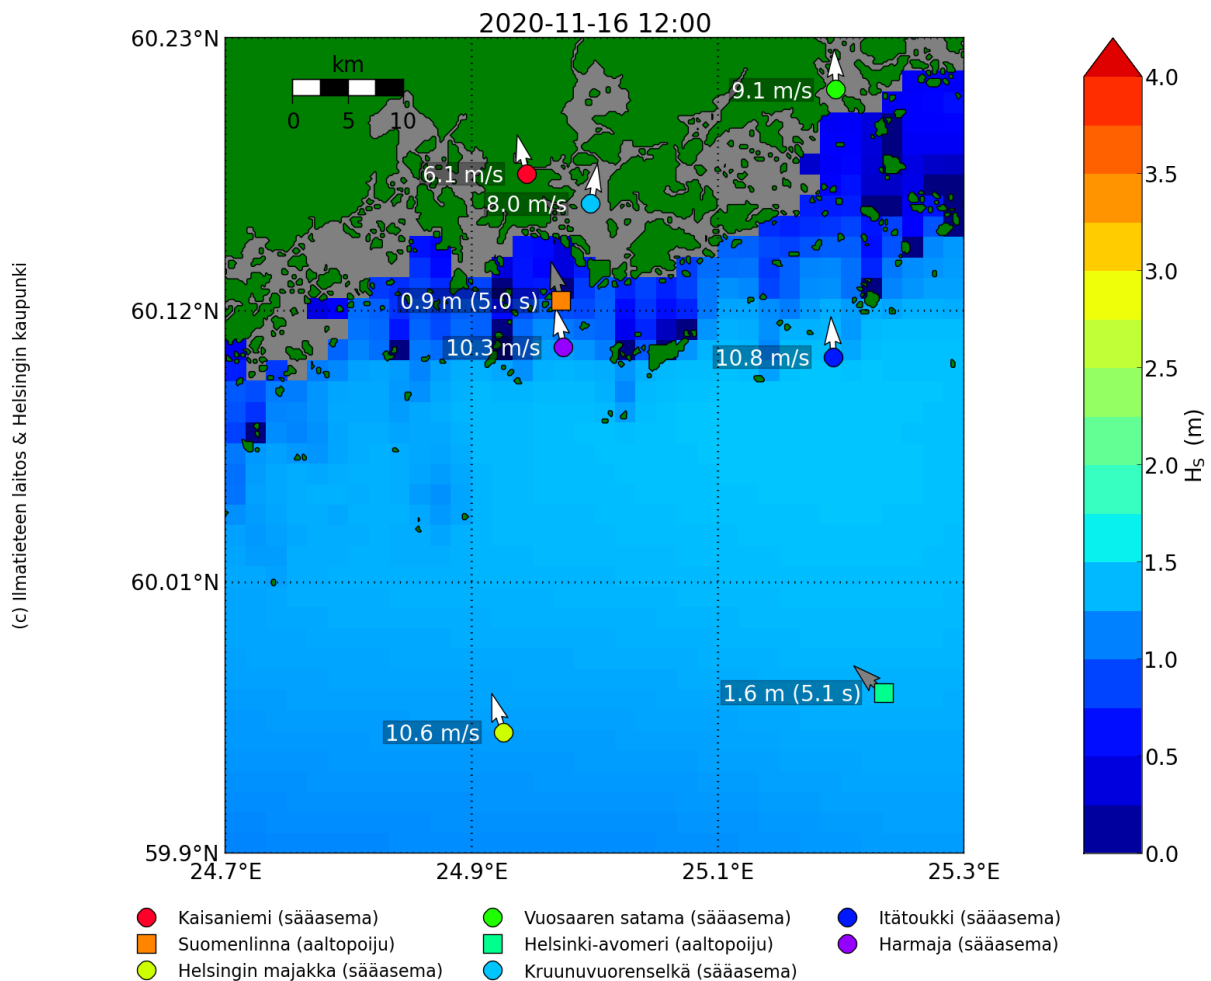 2020-11-16 12:00
60.23°N
km
0 5 10
9.1 m/s
6.1 m/s
8.0 m/s
0.9 m (5.0 s)
60.12°N
10.3 m/s
10.8 m/s
60.01°N
1.6 m (5.1 s)
10.6 m/s
59.9°N
24.7°E 24.9°E 25.1°E 25.3°E
4.0
3.5
3.0
2.5
2.0
1.5
1.0
0.5
0.0
Hs (m)
(c) Ilmatieteen laitos & Helsingin kaupunki
Kaisaniemi (sääasema)
Suomenlinna (aaltopoiju)
Helsingin majakka (sääasema)
Vuosaaren satama (sääasema)
Helsinki-avomeri (aaltopoiju)
Kruunuvuorenselkä (sääasema)
Itätoukki (sääasema)
Harmaja (sääasema)